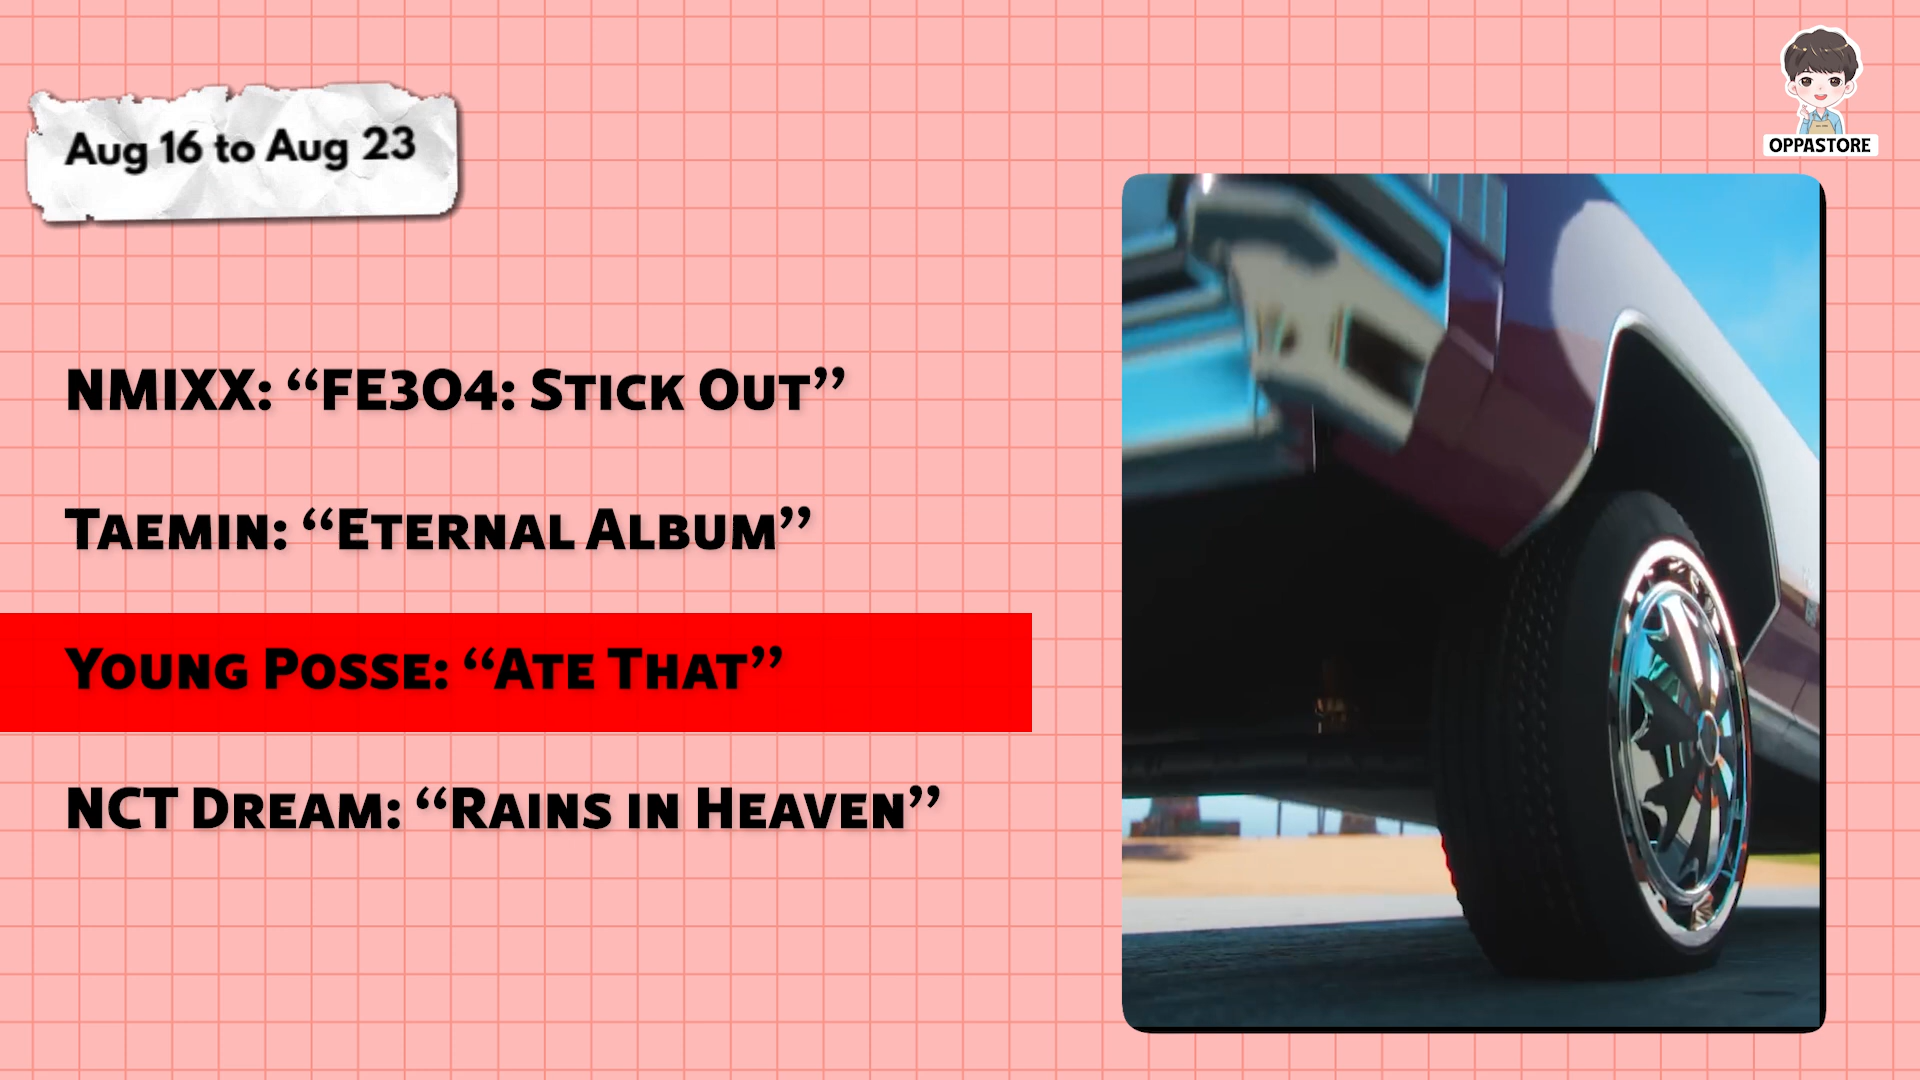 Aug 16 to Aug 23
OPPASTORE
NMIXX: “FE3O4: Stick Out”
Taemin: “Eternal Album”
Young Posse: “Ate That”
NCT Dream: “Rains in Heaven”